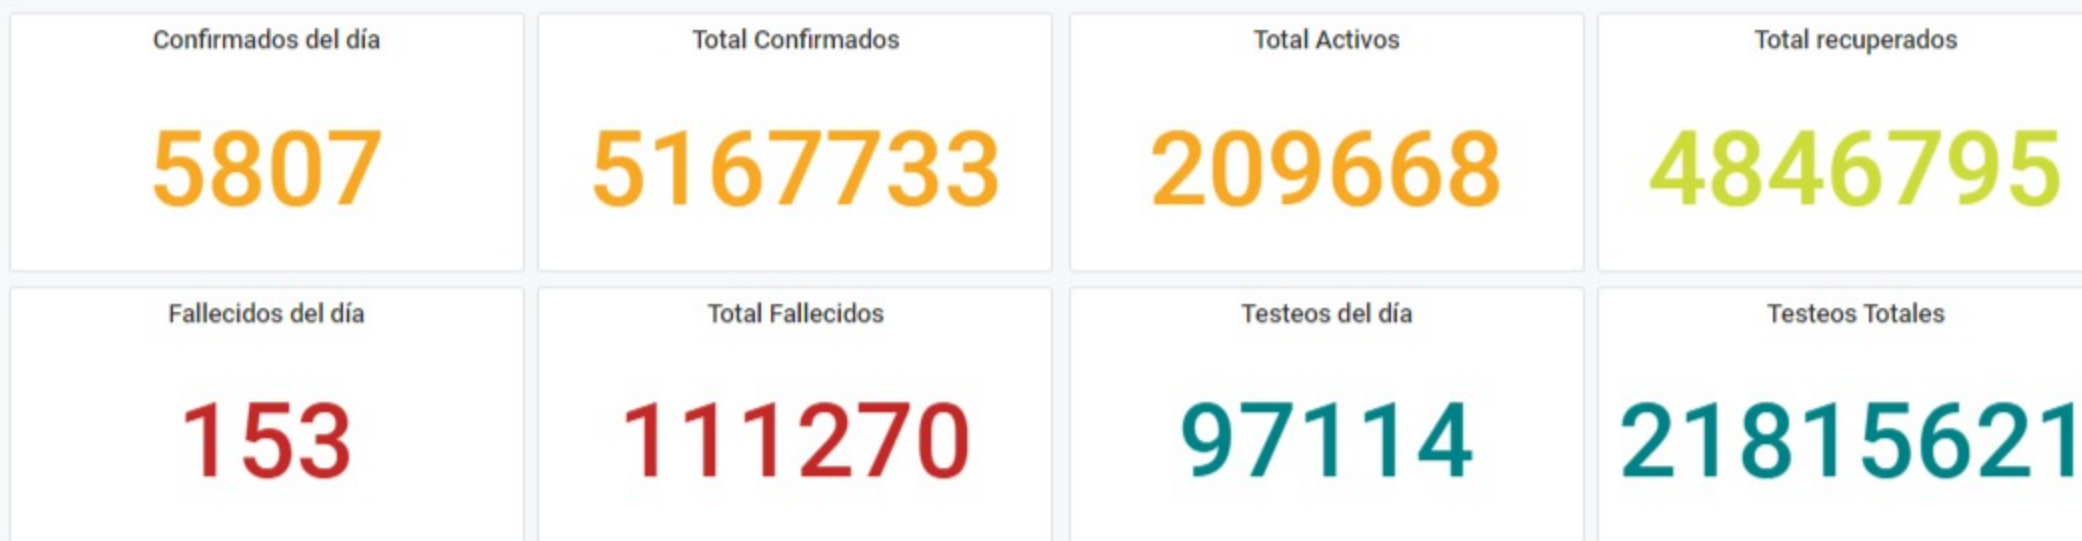 Confirmados del día
5807
Total Confirmados
5167733
Total Activos
209668
Total recuperados
4846795
Fallecidos del día
153
Total Fallecidos
111270
Testeos del día
97114
Testeos Totales
21815621